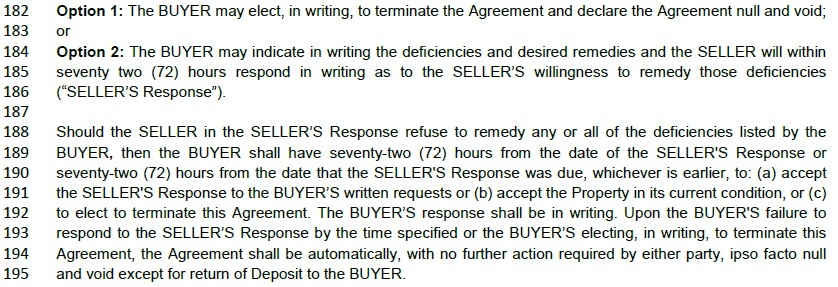 182 Option 1: The BUYER may elect, in writing, to terminate the Agreement and declare the Agreement null and void;
183 or
184 Option 2: The BUYER may indicate in writing the deficiencies and desired remedies and the SELLER will within
185 seventy two (72) hours respond in writing as to the SELLER'S willingness to remedy those deficiencies
186 (“SELLER'S Response”).
187
188 Should the SELLER in the SELLER'S Response refuse to remedy any or all of the deficiencies listed by the
189 BUYER, then the BUYER shall have seventy-two (72) hours from the date of the SELLER'S Response or
190 seventy-two (72) hours from the date that the SELLER'S Response was due, whichever is earlier, to: (a) accept
191 the SELLER'S Response to the BUYER'S written requests or (b) accept the Property in its current condition, or (c)
192 to elect to terminate this Agreement. The BUYER'S response shall be in writing. Upon the BUYER'S failure to
193 respond to the SELLER'S Response by the time specified or the BUYER'S electing, in writing, to terminate this
194 Agreement, the Agreement shall be automatically, with no further action required by either party, ipso facto null
195 and void except for return of Deposit to the BUYER.